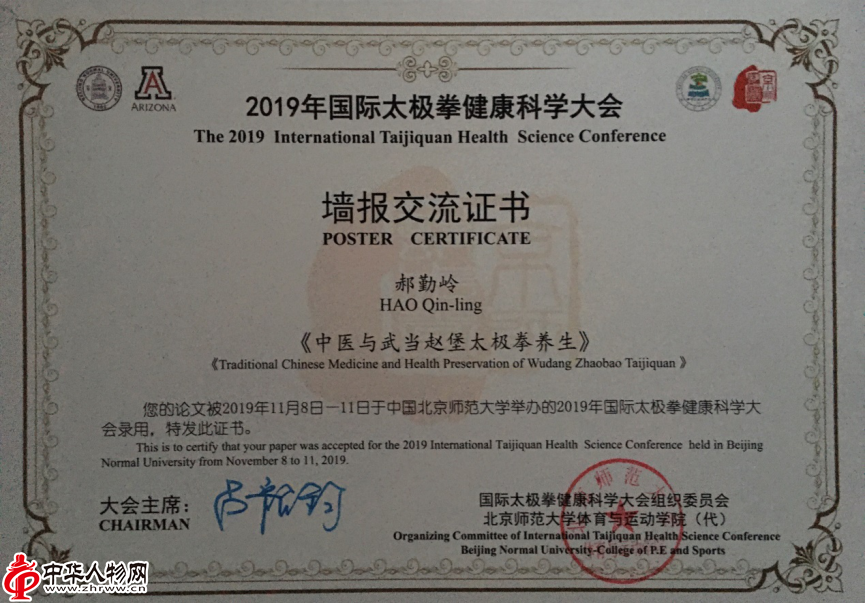 ARIZONA
2019年国际太极拳健康科学大会
The 2019 International Taijiquan Health Science Conference
墙报交流证书
POSTER CERTIFICATE
郝勤岭
HAO Qin-ling
《中医与武当赵堡太极拳养生》
《Traditional Chinese Medicine and Health Preservation of Wudang Zhaobao Taijiquan 》
您的论文被2019年11月8日—11日于中国北京师范大学举办的2019年国际太极拳健康科学大
会录用，特发此证书。
This is to certify that your paper was accepted for the 2019 International Taijiquan Health Science Conference held in Beijing
Normal University from November 8 to 11, 2019.
大会主席：
CHAIRMAN
国际太极拳健康科学大会组织委员会
北京师范大学体育与运动学院（代）
Organizing Committee of International Taijiquan Health Science Conference
Beijing Normal University-College of P.E and Sports
中华人物网
www.zhrww.cn